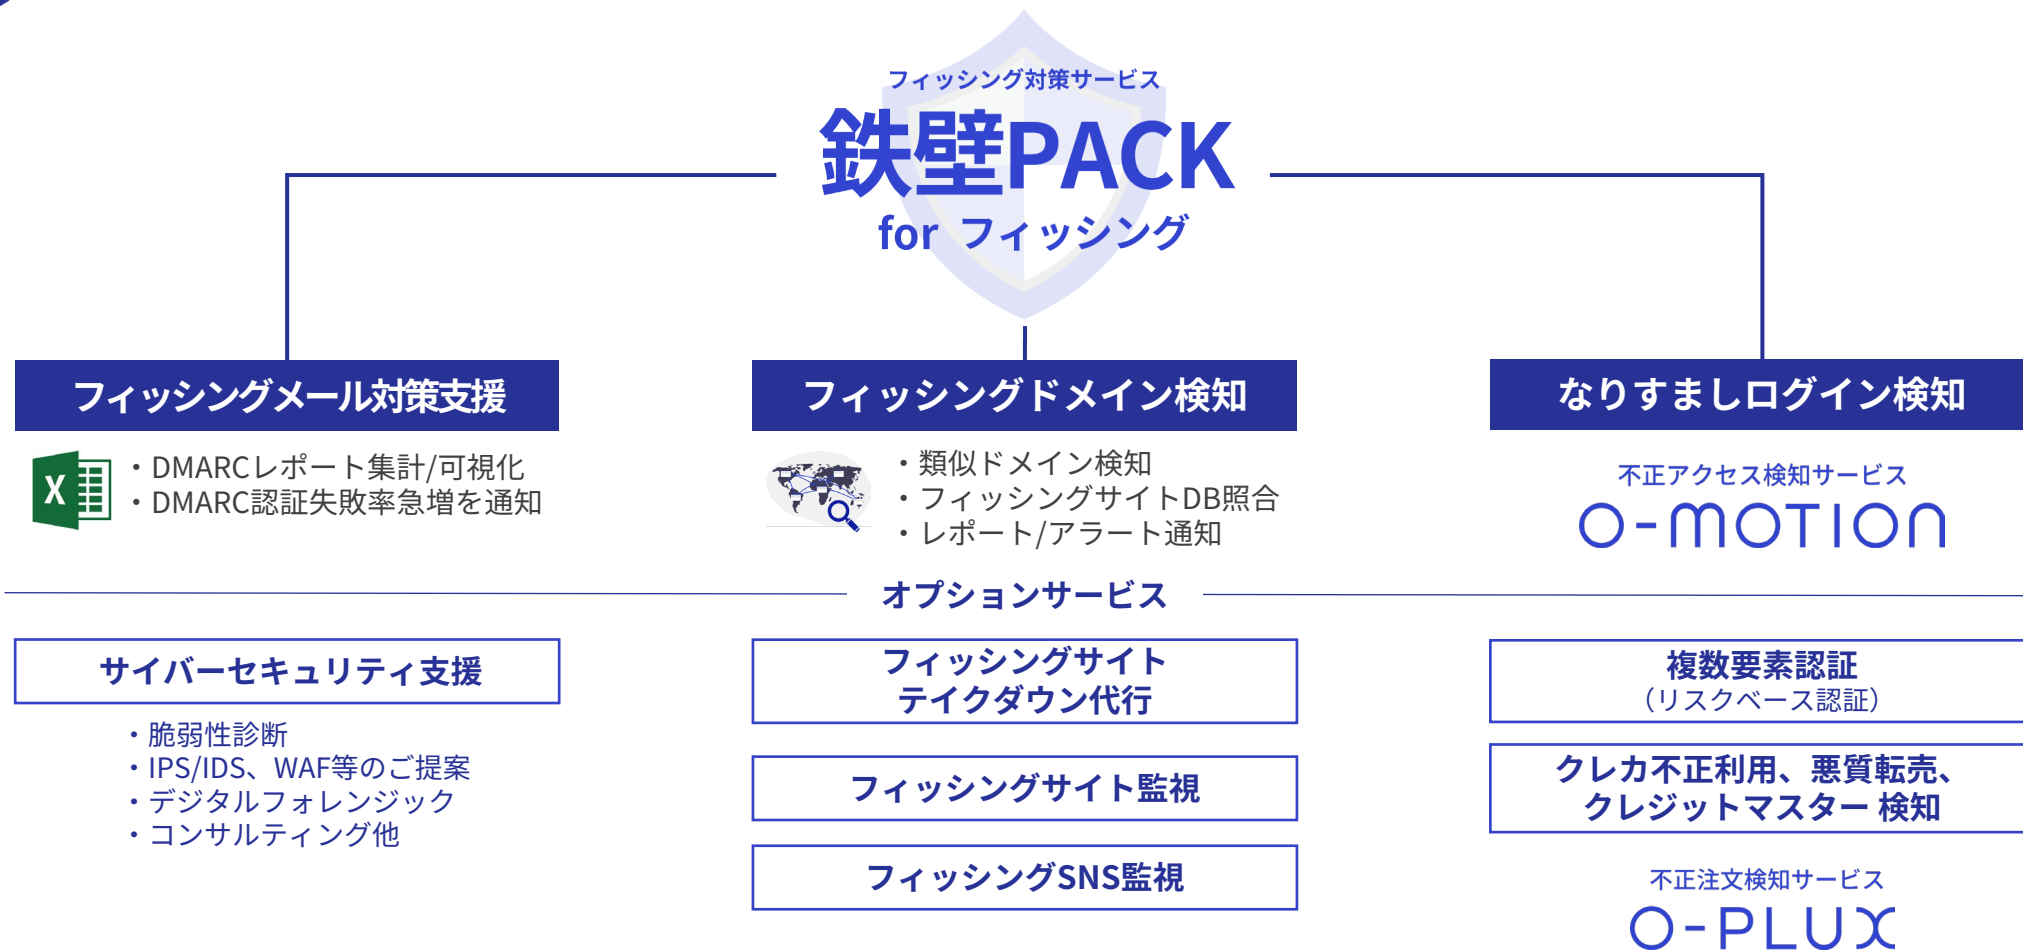 フィッシング対策サービス
鉄壁PACK
for フィッシング
フィッシングメール対策支援
・DMARCレポート集計/可視化
・DMARC認証失敗率急増を通知
フィッシングドメイン検知
・類似ドメイン検知
・フィッシングサイトDB照合
・レポート/アラート通知
なりすましログイン検知
不正アクセス検知サービス
O-MOTION
オプションサービス
サイバーセキュリティ支援
・脆弱性診断
・IPS/IDS、WAF等のご提案
・デジタルフォレンジック
・コンサルティング他
フィッシングサイト
テイクダウン代行
フィッシングサイト監視
フィッシングSNS監視
複数要素認証
（リスクベース認証）
クレカ不正利用、悪質転売、
クレジットマスター 検知
不正注文検知サービス
O-PLUX
X